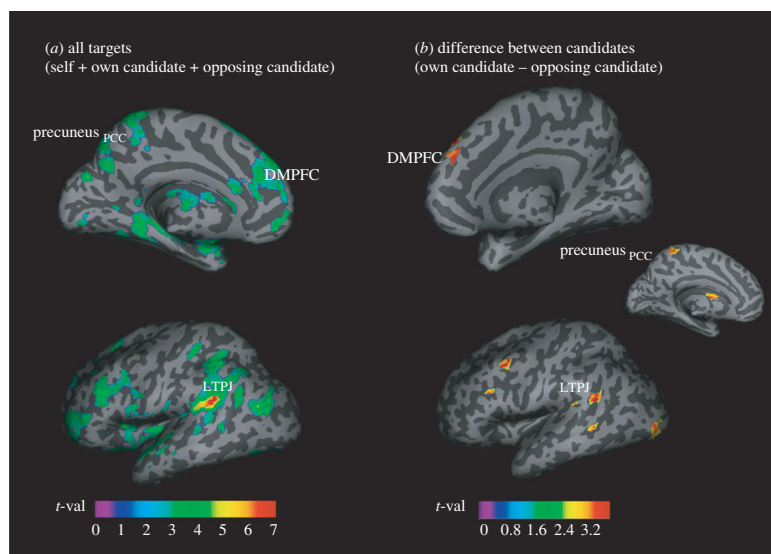 (a) all targets
(self + own candidate + opposing candidate)
precuneus PCC
DMPFC
LTPJ
t-val
0 1 2 3 4 5 6 7
(b) difference between candidates
(own candidate – opposing candidate)
DMPFC
precuneus PCC
LTPJ
t-val
0 0.8 1.6 2.4 3.2